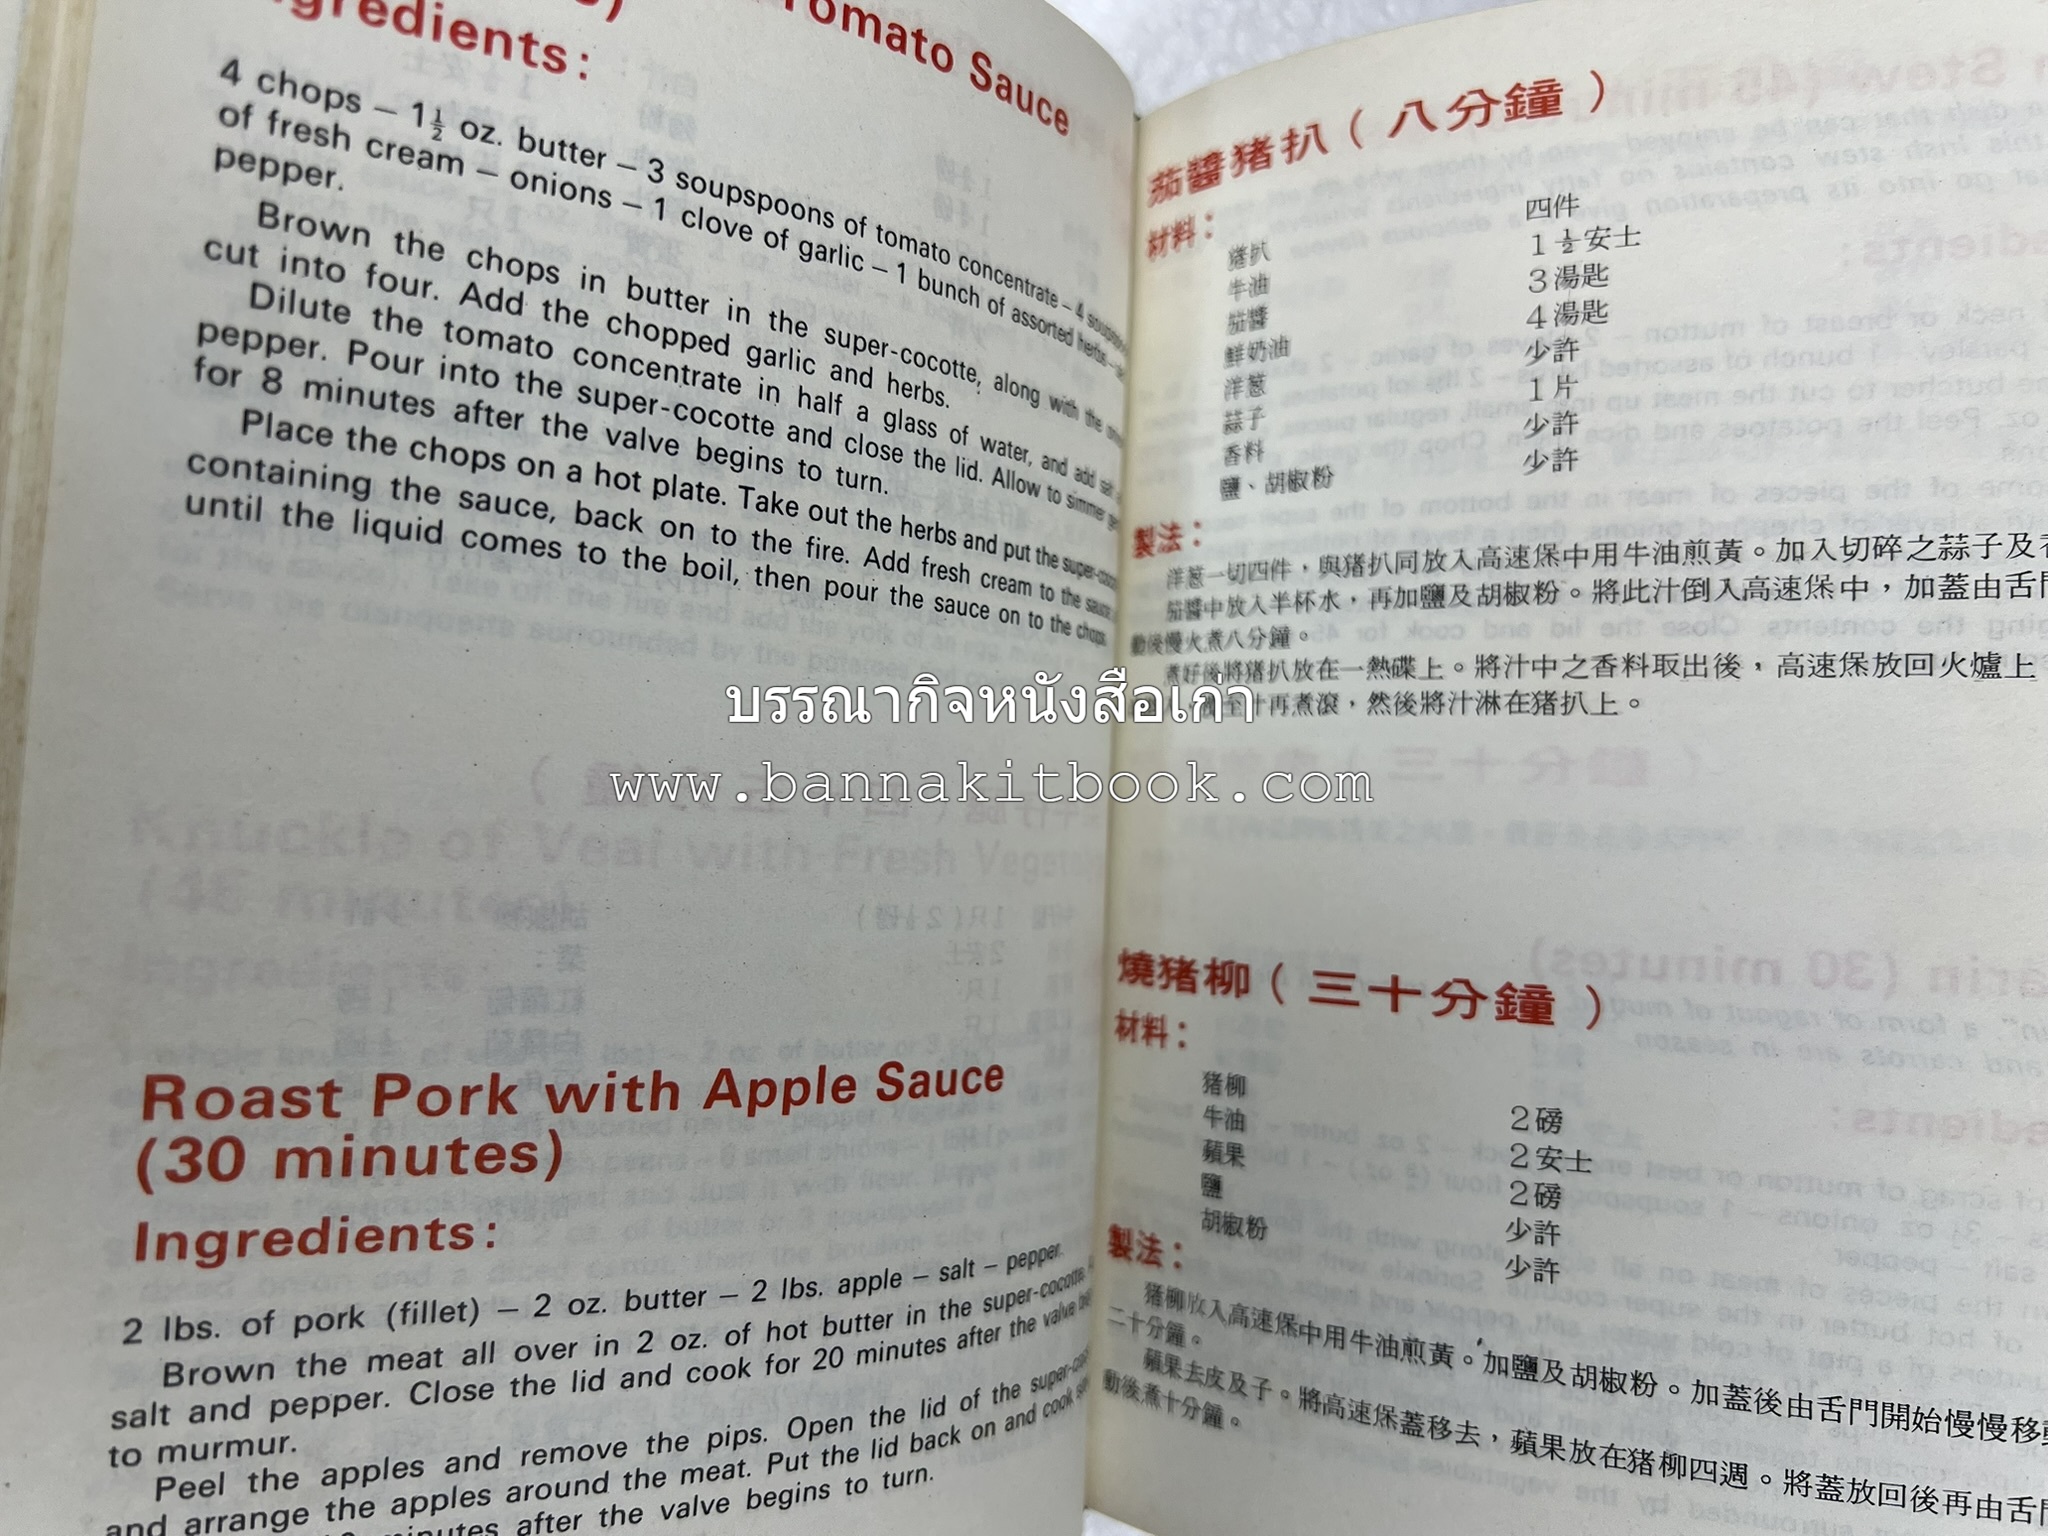 Tomato Sauce
Ingredients:
4 chops – 1½ oz. butter – 3 soupspoons of tomato concentrate – 4
of fresh cream – onions – 1 clove of garlic – 1 bunch of assorted herbs –
pepper.
Brown the chops in butter in the super-cocotte, along with the
cut into four. Add the chopped garlic and herbs.
Dilute the tomato concentrate in half a glass of water, and add salt
pepper. Pour into the super-cocotte and close the lid. Allow to simmer
for 8 minutes after the valve begins to turn.
Place the chops on a hot plate. Take out the herbs and put the
containing the sauce, back on to the fire. Add fresh cream to the sauce
until the liquid comes to the boil, then pour the sauce on to the chops.
Roast Pork with Apple Sauce
(30 minutes)
Ingredients:
2 lbs. of pork (fillet) – 2 oz. butter – 2 lbs. apple – salt – pepper.
Brown the meat all over in 2 oz. of hot butter in the super-cocotte.
salt and pepper. Close the lid and cook for 20 minutes after the valve
to murmur.
Peel the apples and remove the pips. Open the lid of the
and arrange the apples around the meat. Put the lid back on and cook
minutes after the valve begins to turn.
茄醬猪扒（八分鐘）
材料：
猪扒 四件
牛油 1½安士
茄醬 3湯匙
鮮奶油 4湯匙
洋葱 少許
蒜子 1片
香料 少許
鹽、胡椒粉 少許
製法：
洋葱一切四件，與猪扒同放入高速煲中用牛油煎黃。加入切碎之蒜子及
茄醬中放入半杯水，再加鹽及胡椒粉。將此汁倒入高速煲中，加蓋由舌門
動後慢火煮八分鐘。
煮好後將猪扒放在一熱碟上。將汁中之香料取出後，高速煲放回火爐上
至汁再煮滾，然後將汁淋在猪扒上。
燒猪柳（三十分鐘）
材料：
猪柳 2磅
牛油 2安士
蘋果 2磅
鹽 少許
胡椒粉 少許
製法：
猪柳放入高速煲中用牛油煎黃。加鹽及胡椒粉。加蓋後由舌門開始慢慢移動
二十分鐘。
蘋果去皮及子。將高速煲蓋移去，蘋果放在猪柳四週。將蓋放回後再由舌門
動後煮十分鐘。
บรรณากิจหนังสือเก่า
www.bannakitbook.com